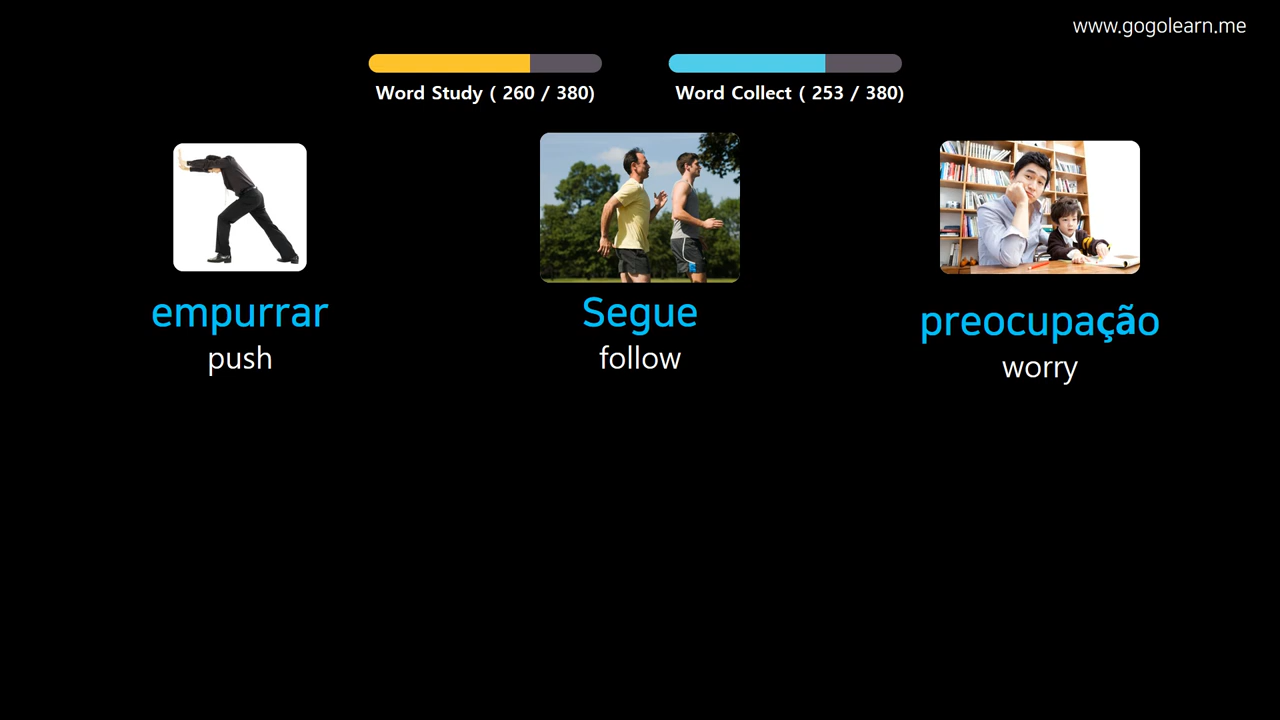 www.gogolearn.me
Word Study ( 260 / 380)
Word Collect ( 253 / 380)
empurrar
push
Segue
follow
preocupação
worry